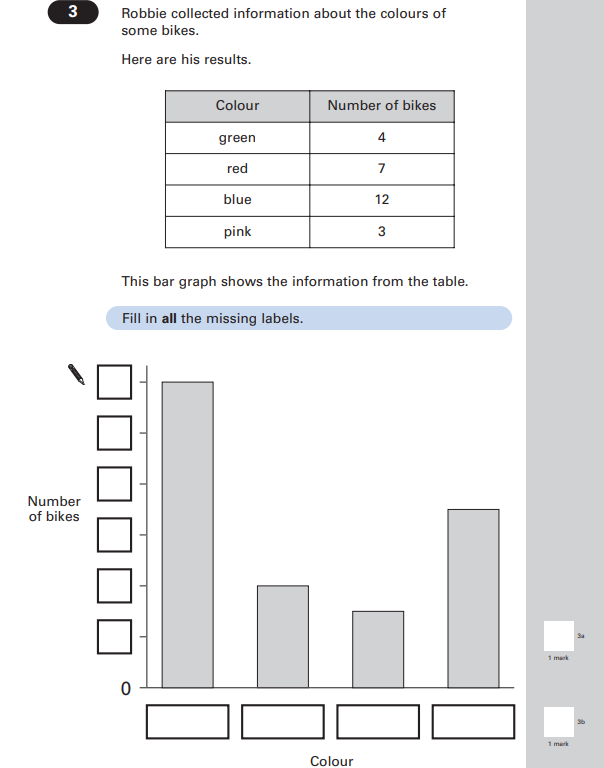 3
Robbie collected information about the colours of
some bikes.
Here are his results.
Colour Number of bikes
green 4
red 7
blue 12
pink 3
This bar graph shows the information from the table.
Fill in all the missing labels.
Number
of bikes
0
Colour
3a
1 mark
3b
1 mark